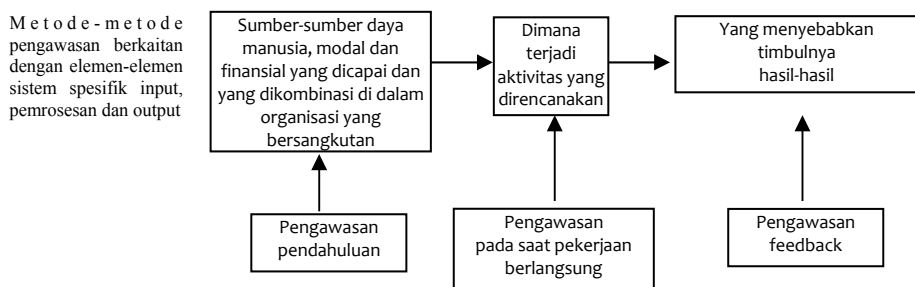 Metode-metode
pengawasan berkaitan
dengan elemen-elemen
sistem spesifik input,
pemrosesan dan output
Sumber-sumber daya
manusia, modal dan
finansial yang dicapai dan
yang dikombinasi di dalam
organisasi yang
bersangkutan
Dimana
terjadi
aktivitas yang
direncanakan
Yang menyebabkan
timbulnya
hasil-hasil
Pengawasan
pendahuluan
Pengawasan
pada saat pekerjaan
berlangsung
Pengawasan
feedback